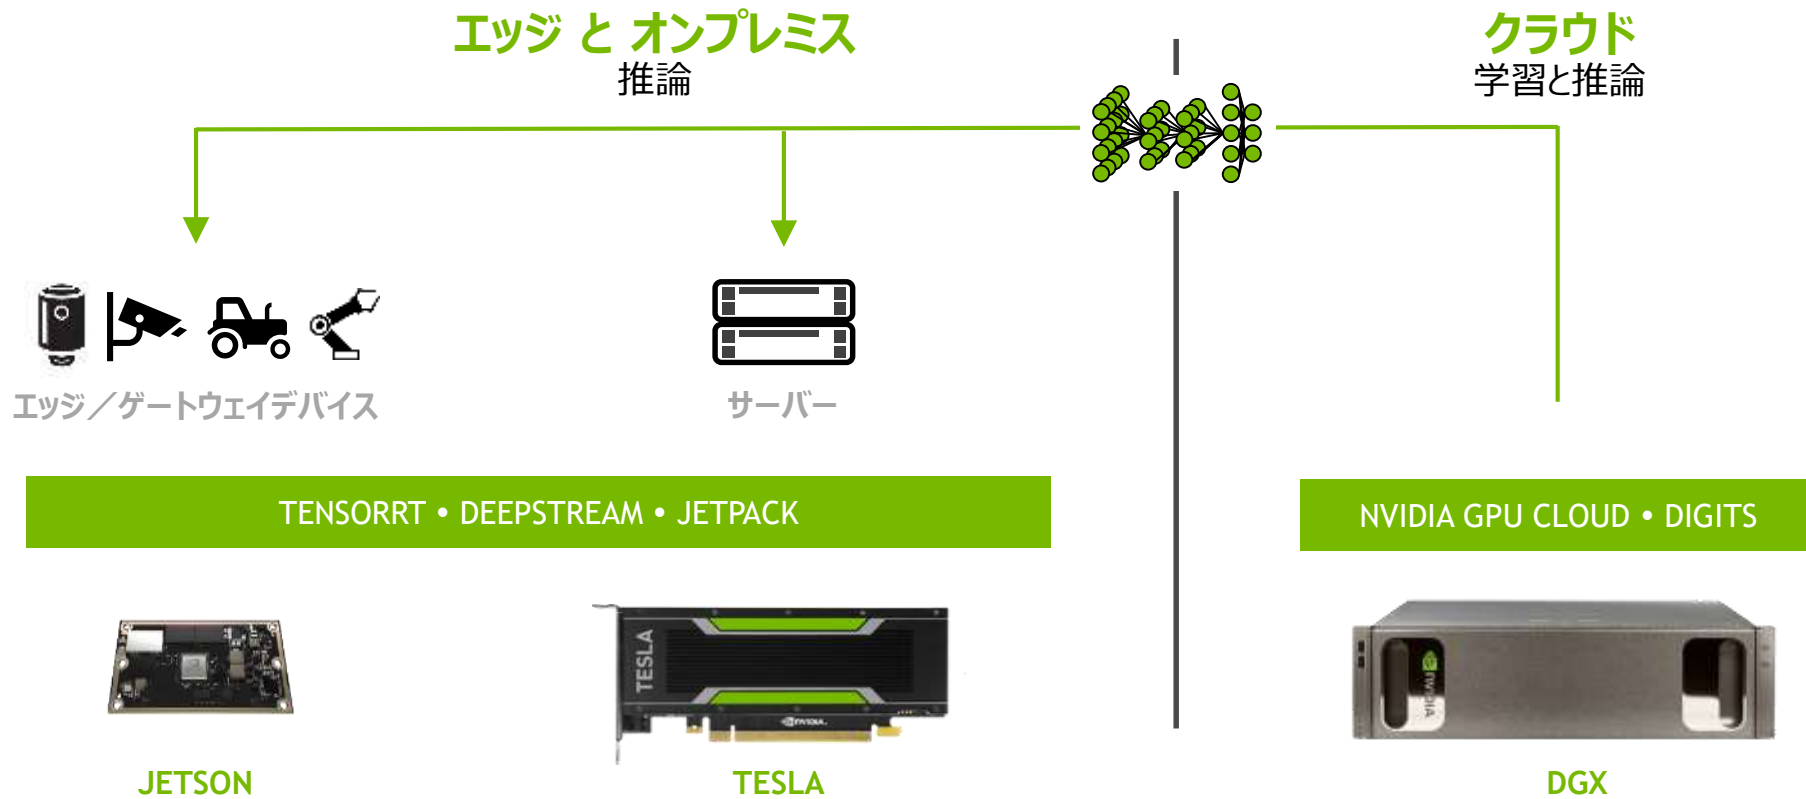 エッジ と オンプレミス
推論
クラウド
学習と推論
エッジ／ゲートウェイデバイス
サーバー
TENSORRT • DEEPSTREAM • JETPACK
NVIDIA GPU CLOUD • DIGITS
TESLA
NVIDIA.
NVIDIA
JETSON
TESLA
DGX